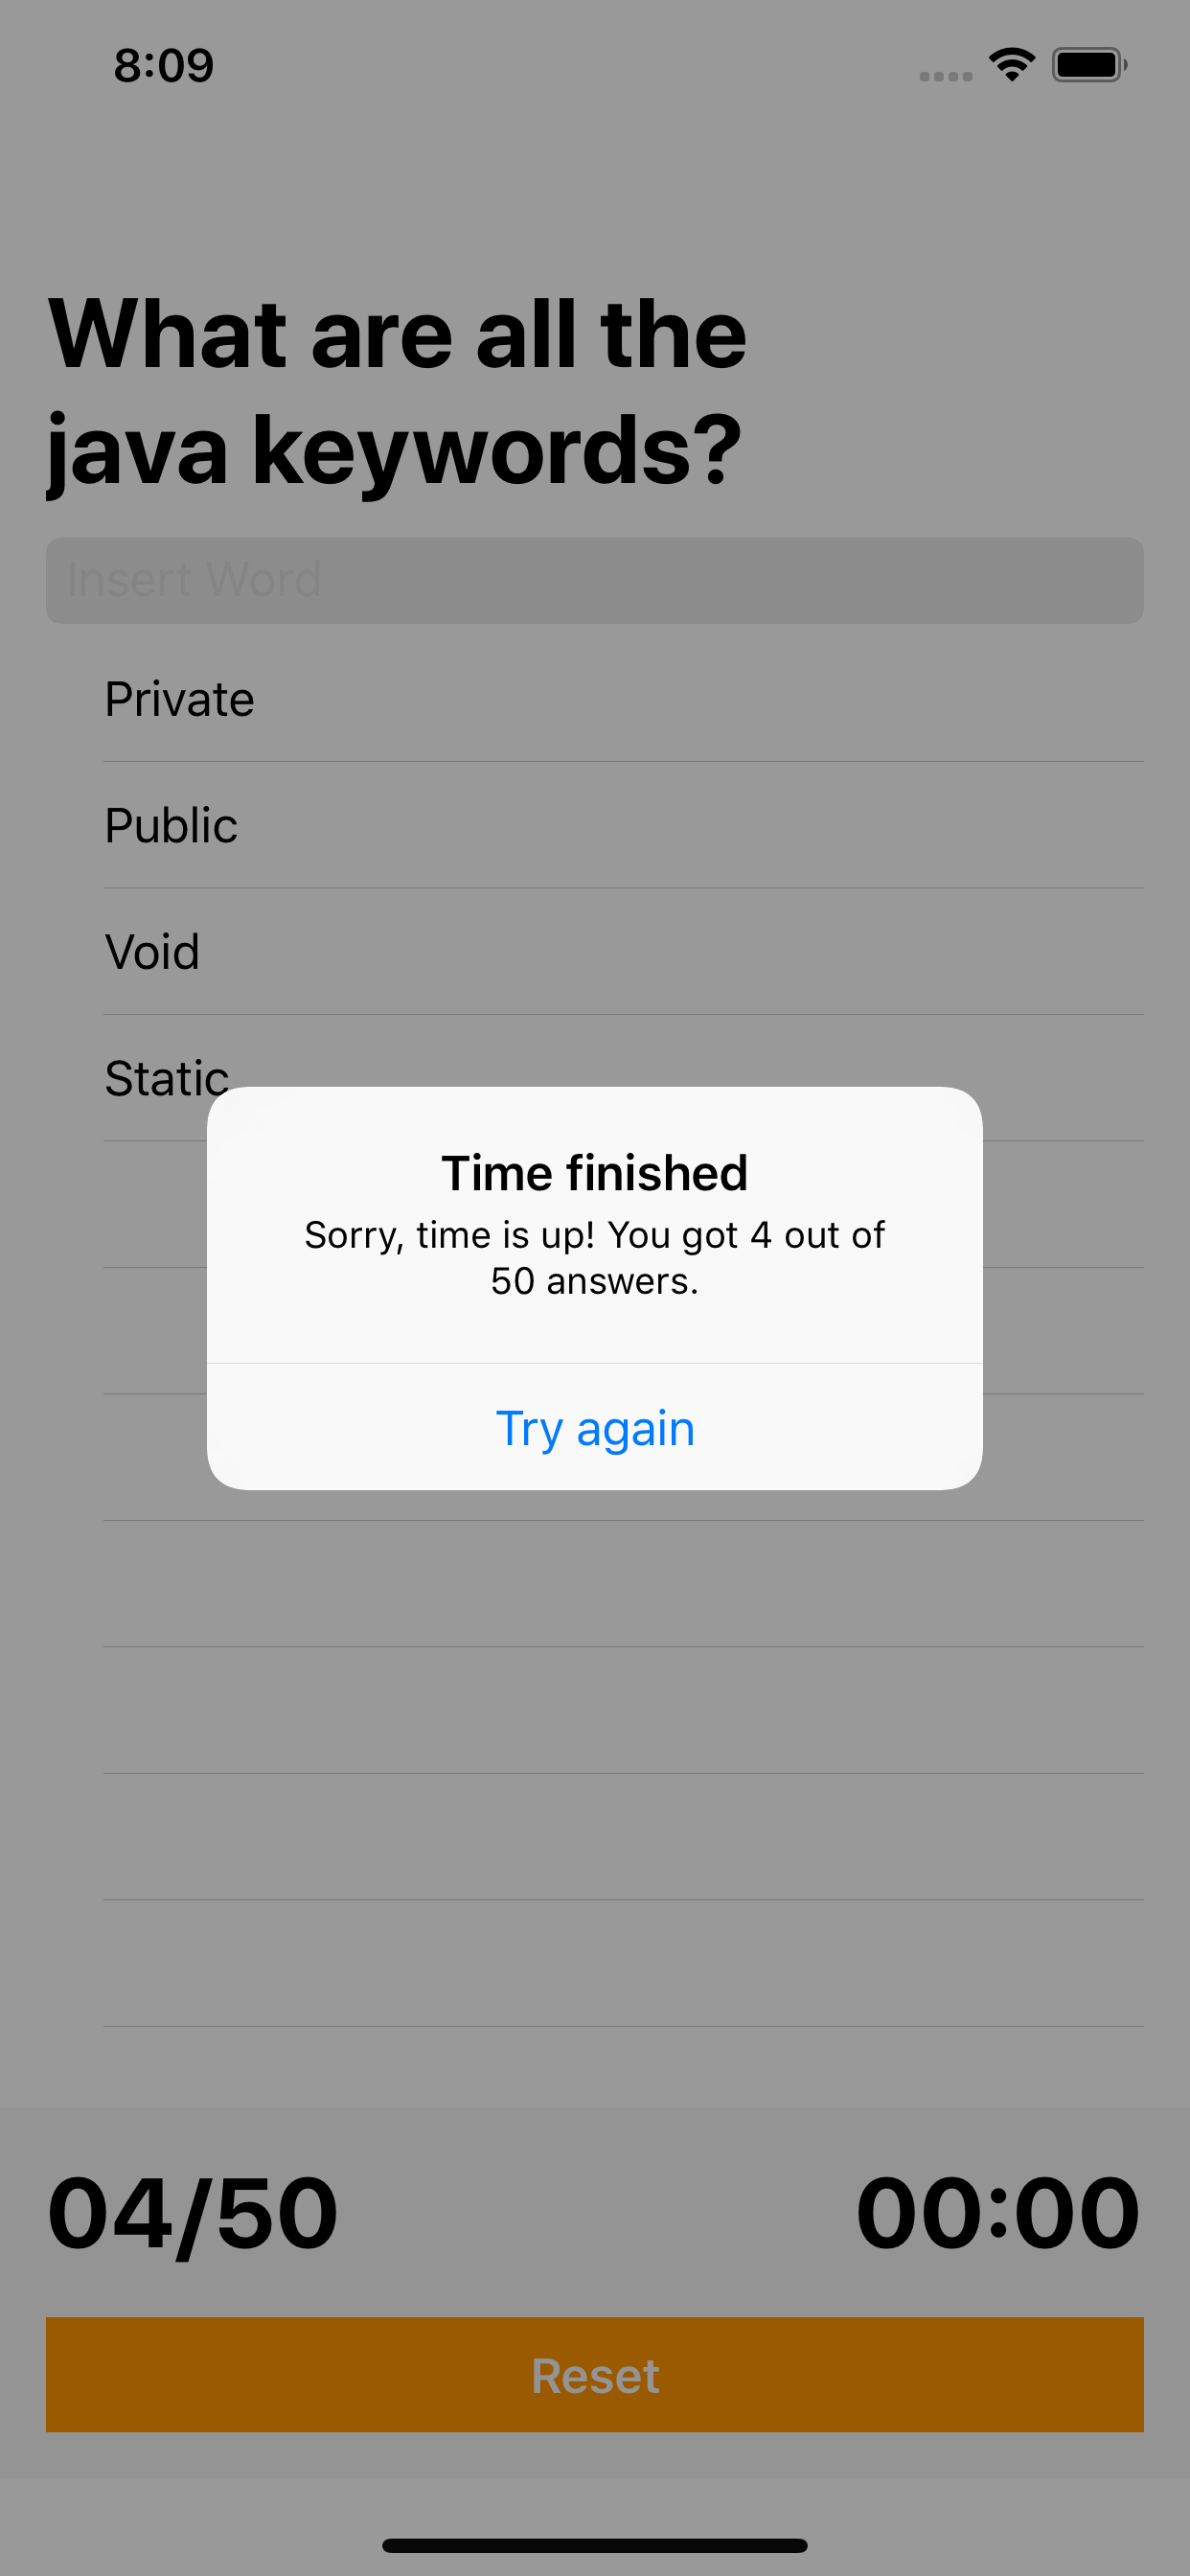 8:09
What are all the
java keywords?
Insert Word
Private
Public
Void
Static
Time finished
Sorry, time is up! You got 4 out of
50 answers.
Try again
04/50
00:00
Reset